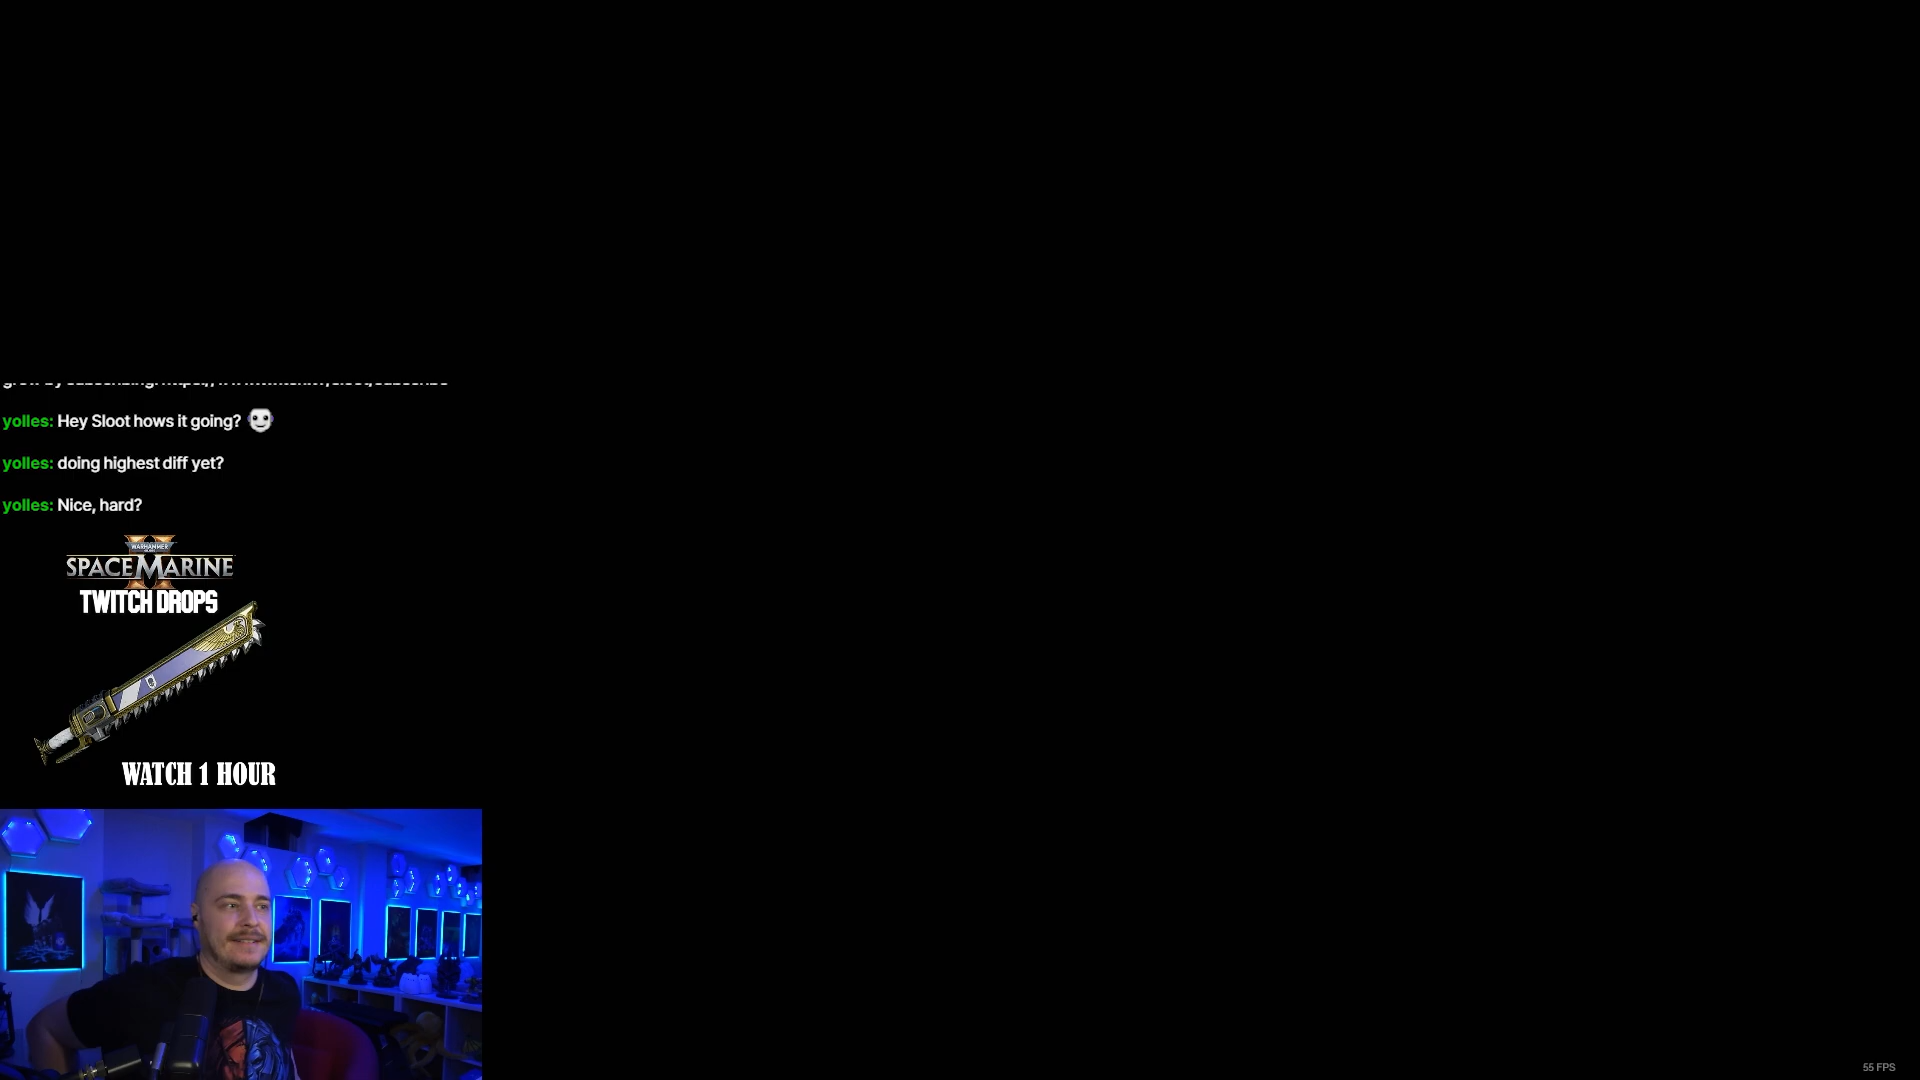 yolles: Hey Sloot hows it going?
yolles: doing highest diff yet?
yolles: Nice, hard?
WARHAMMER
SPACE MARINE
TWITCH DROPS
WATCH 1 HOUR
55 FPS